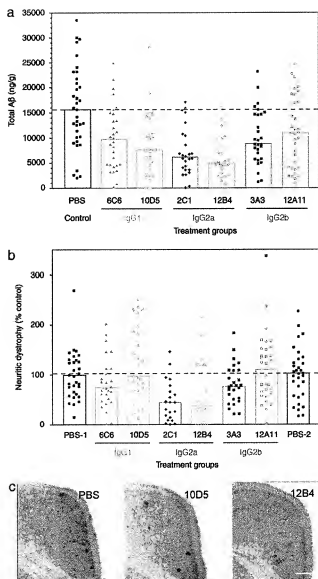 a
35000
30000
25000
20000
15000
10000
5000
0
Total Aβ (ng/g)
PBS 6C6 10D5 2C1 12B4 3A3 12A11
Control IgG1 IgG2a IgG2b
Treatment groups
b
300
200
100
0
Neuritic dystrophy (% control)
PBS-1 6C6 10D5 2C1 12B4 3A3 12A11 PBS-2
IgG1 IgG2a IgG2b
Treatment groups
c
PBS 10D5 12B4